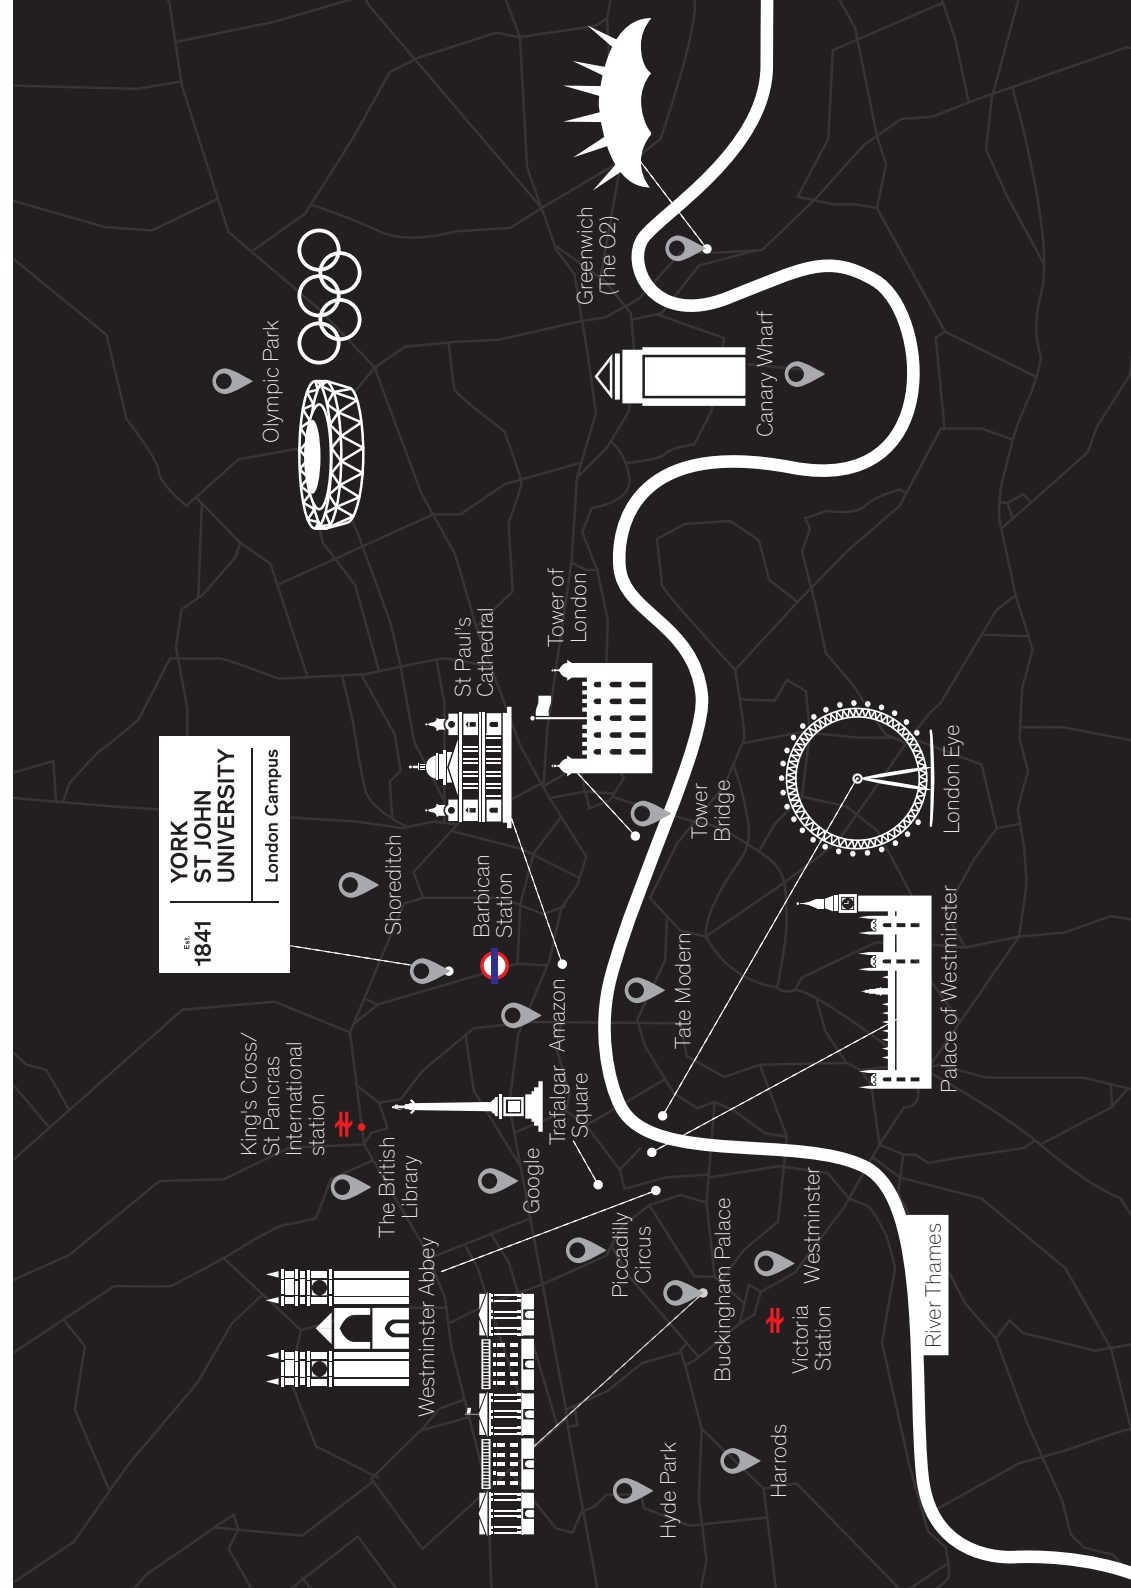 Est.
1841
YORK
ST JOHN
UNIVERSITY
London Campus
Olympic Park
King's Cross/
St Pancras
International
station
The British
Library
Shoreditch
Westminster Abbey
Barbican
Station
St Paul's
Cathedral
Google
Amazon
Trafalgar
Square
Tower of
London
Greenwich
(The O2)
Piccadilly
Circus
Hyde Park
Tate Modern
Tower
Bridge
Buckingham Palace
Canary Wharf
Harrods
Victoria
Station
Westminster
River Thames
Palace of Westminster
London Eye